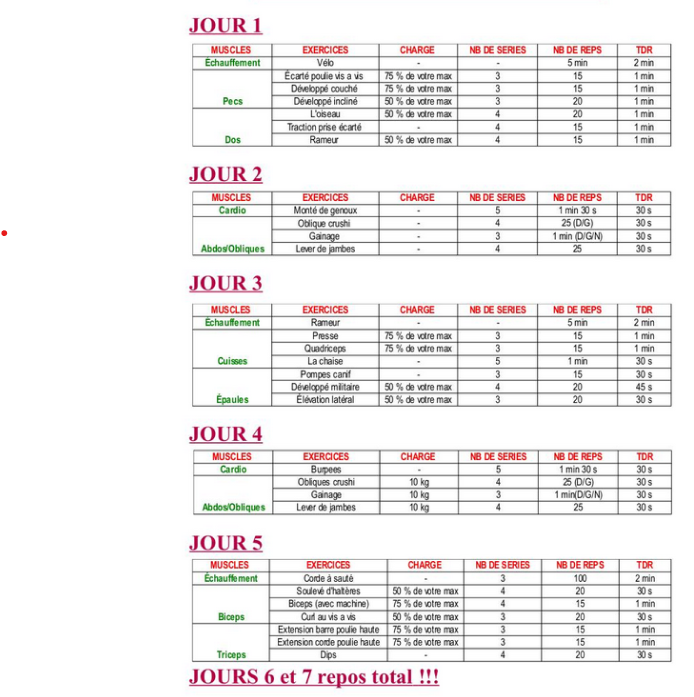 JOUR 1
MUSCLES EXERCICES CHARGE NB DE SERIES NB DE REPS TDR
Échauffement Vélo - - 5 min 2 min
Écarté poulie vis a vis 75 % de votre max 3 15 1 min
Développé couché 75 % de votre max 3 15 1 min
Pecs Développé incliné 50 % de votre max 3 20 1 min
L'oiseau 50 % de votre max 4 20 1 min
Traction prise écarté - 4 15 1 min
Dos Rameur 50 % de votre max 4 15 1 min
JOUR 2
MUSCLES EXERCICES CHARGE NB DE SERIES NB DE REPS TDR
Cardio Monté de genoux - 5 1 min 30 s 30 s
Oblique crushi - 4 25 (D/G) 30 s
Gainage - 3 1 min (D/G/N) 30 s
Abdos/Obliques Lever de jambes - 4 25 30 s
JOUR 3
MUSCLES EXERCICES CHARGE NB DE SERIES NB DE REPS TDR
Échauffement Rameur - - 5 min 2 min
Presse 75 % de votre max 3 15 1 min
Quadriceps 75 % de votre max 3 15 1 min
Cuisses La chaise - 5 1 min 30 s
Pompes canif - 3 15 30 s
Développé militaire 50 % de votre max 4 20 45 s
Épaules Élévation latéral 50 % de votre max 3 20 30 s
JOUR 4
MUSCLES EXERCICES CHARGE NB DE SERIES NB DE REPS TDR
Cardio Burpees - 5 1 min 30 s 30 s
Obliques crushi 10 kg 4 25 (D/G) 30 s
Gainage 10 kg 3 1 min(D/G/N) 30 s
Abdos/Obliques Lever de jambes 10 kg 4 25 30 s
JOUR 5
MUSCLES EXERCICES CHARGE NB DE SERIES NB DE REPS TDR
Échauffement Corde à sauté - 3 100 2 min
Soulevé d'haltères 50 % de votre max 4 20 30 s
Biceps (avec machine) 75 % de votre max 4 15 1 min
Biceps Curl au vis a vis 50 % de votre max 3 20 30 s
Extension barre poulie haute 75 % de votre max 3 15 1 min
Extension corde poulie haute 75 % de votre max 3 15 1 min
Triceps Dips - 4 20 30 s
JOURS 6 et 7 repos total !!!